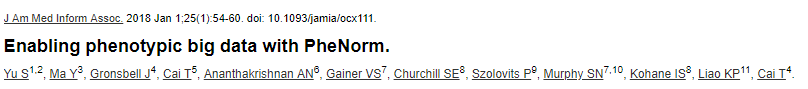 J Am Med Inform Assoc. 2018 Jan 1;25(1):54-60. doi: 10.1093/jamia/ocx111.
Enabling phenotypic big data with PheNorm.
Yu S1,2, Ma Y3, Gronsbell J4, Cai T5, Ananthakrishnan AN6, Gainer VS7, Churchill SE8, Szolovits P9, Murphy SN7,10, Kohane IS8, Liao KP11, Cai T4.